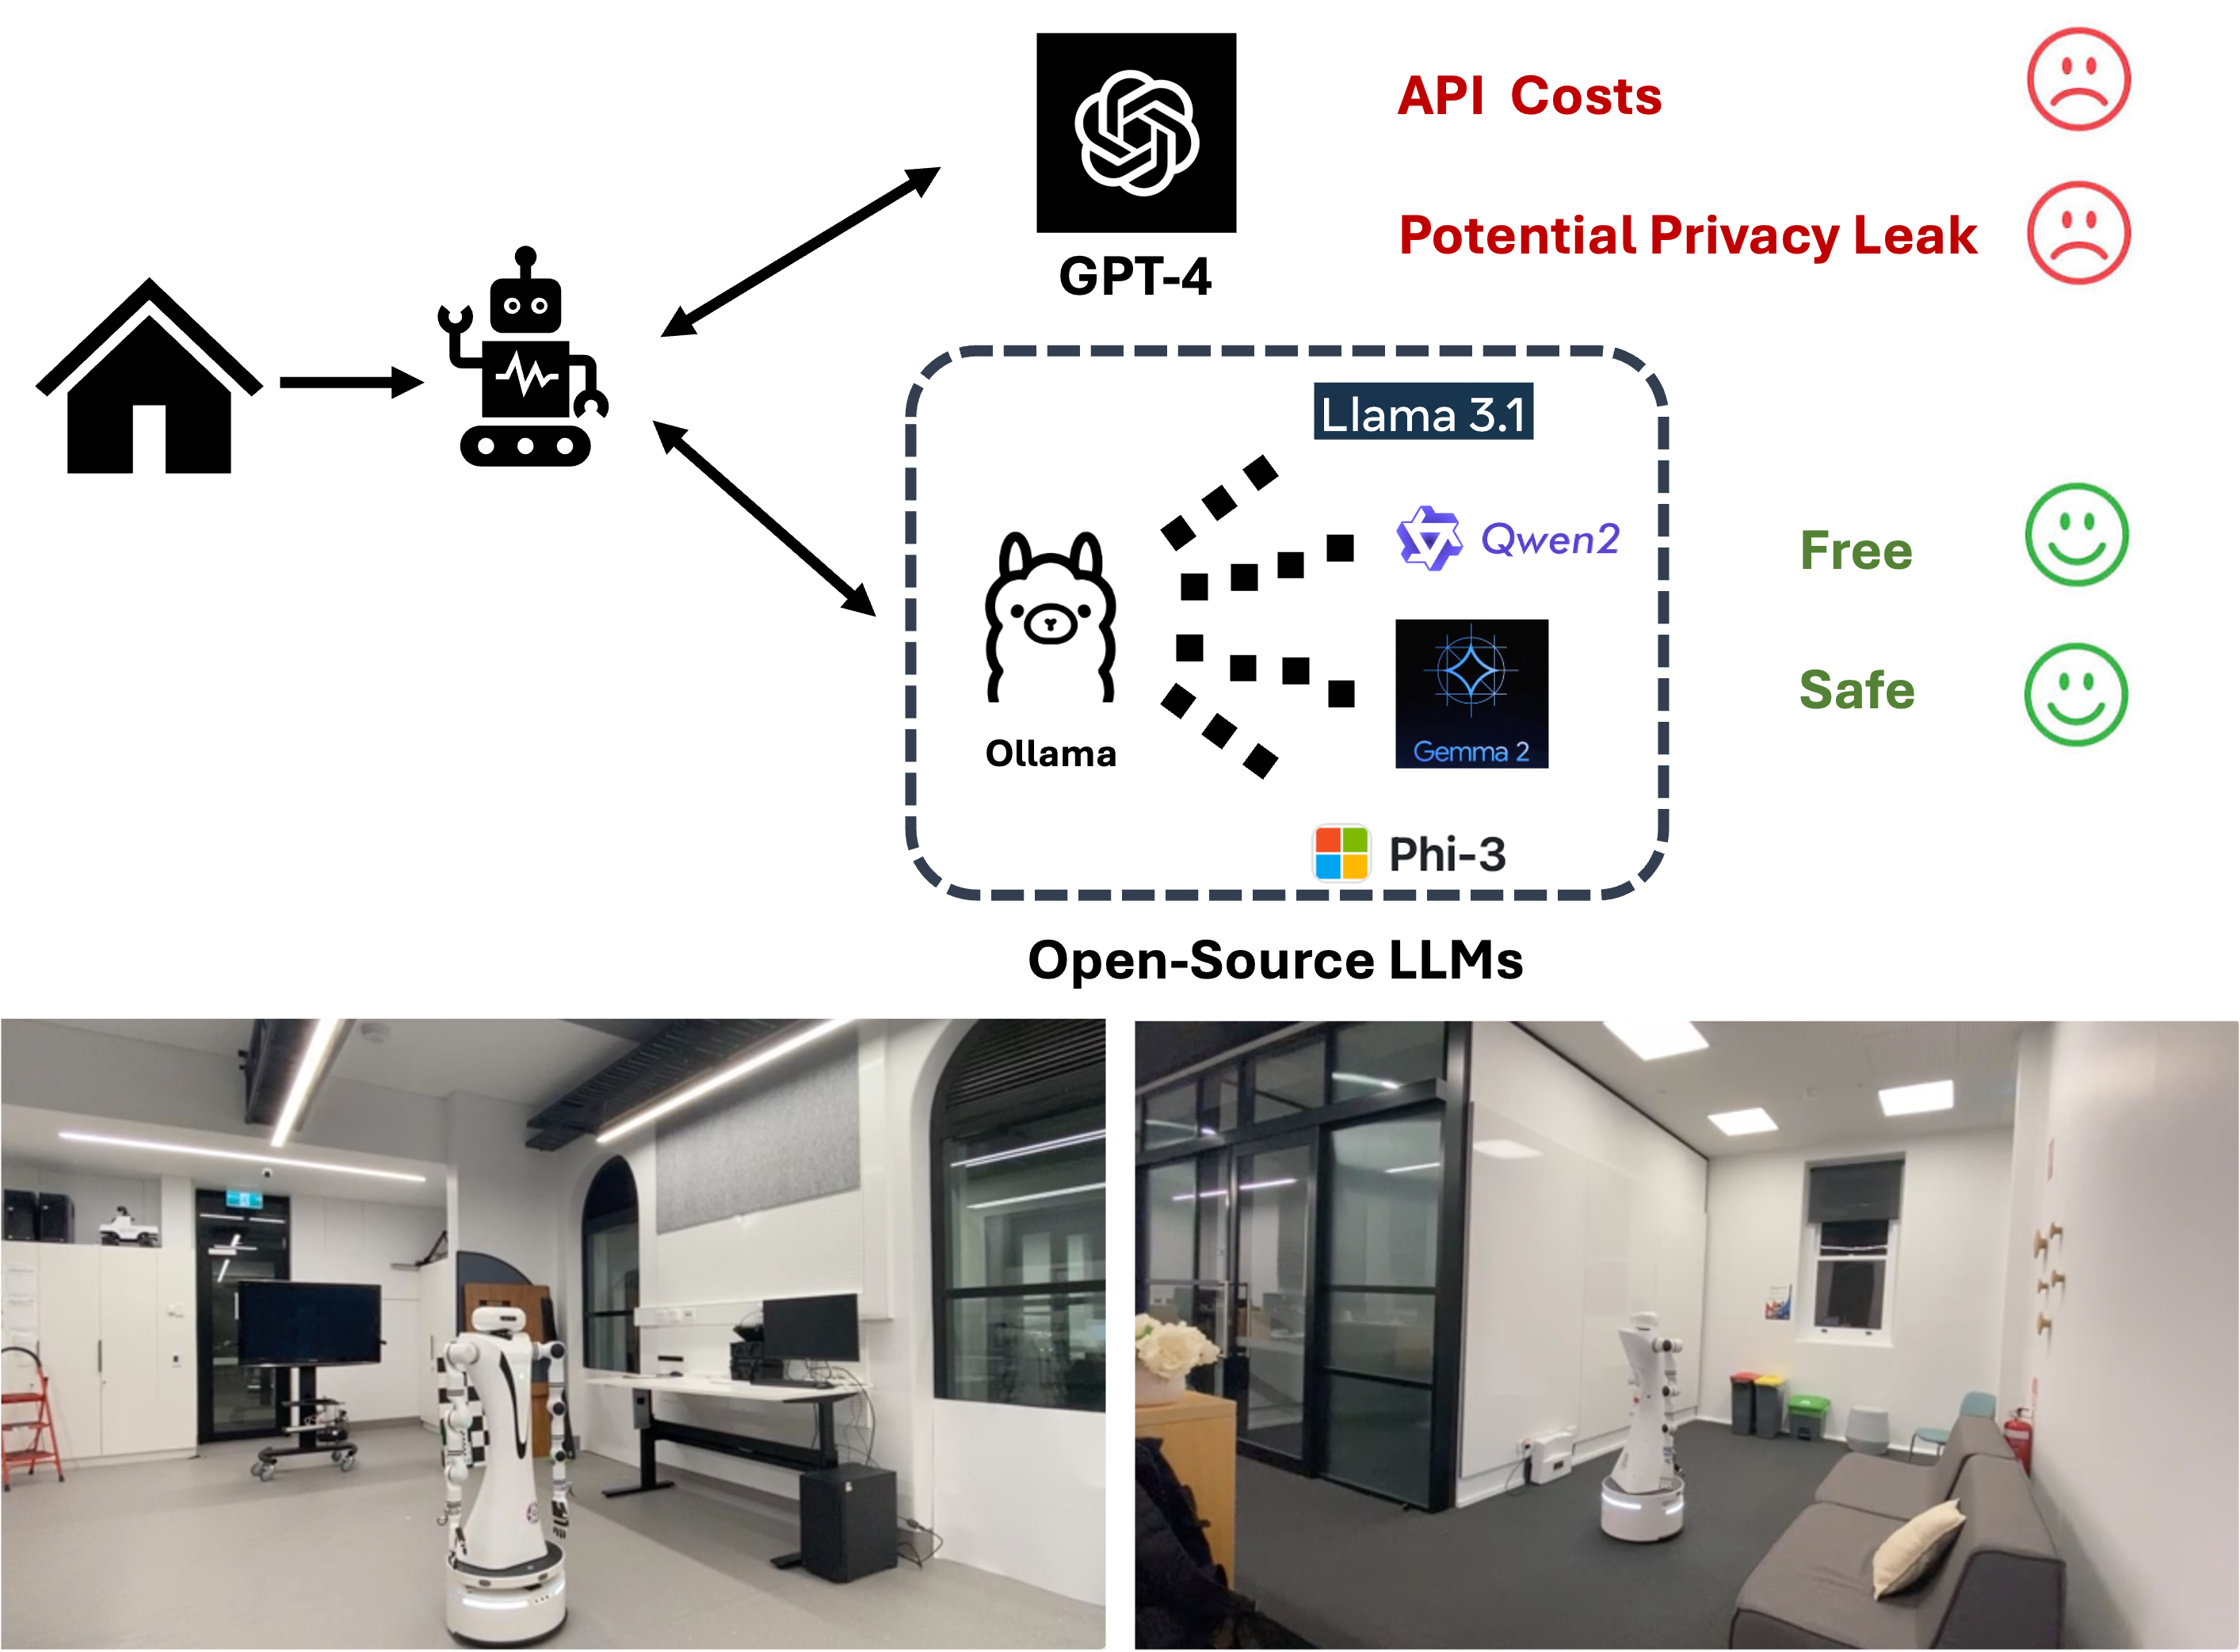 API Costs
Potential Privacy Leak
GPT-4
Llama 3.1
Qwen2
Free
Safe
Gemma 2
Ollama
Phi-3
Open-Source LLMs